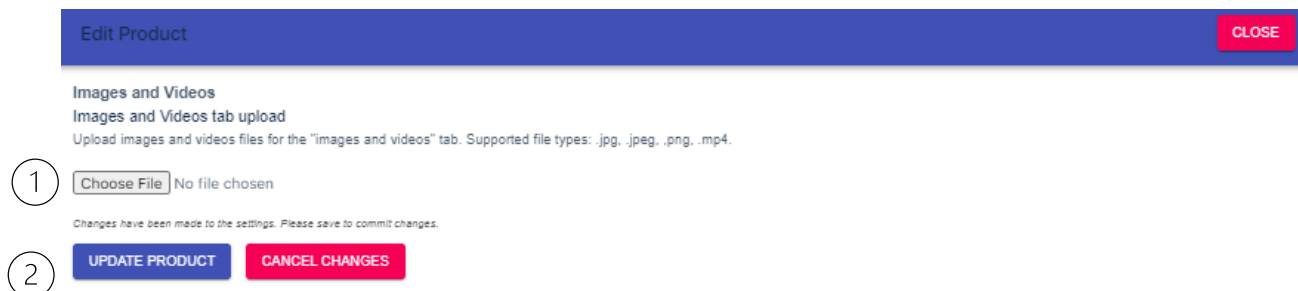 Edit Product
CLOSE
Images and Videos
Images and Videos tab upload
Upload images and videos files for the "images and videos" tab. Supported file types: .jpg, .jpeg, .png, .mp4.
1
Choose File No file chosen
Changes have been made to the settings. Please save to commit changes.
2
UPDATE PRODUCT CANCEL CHANGES